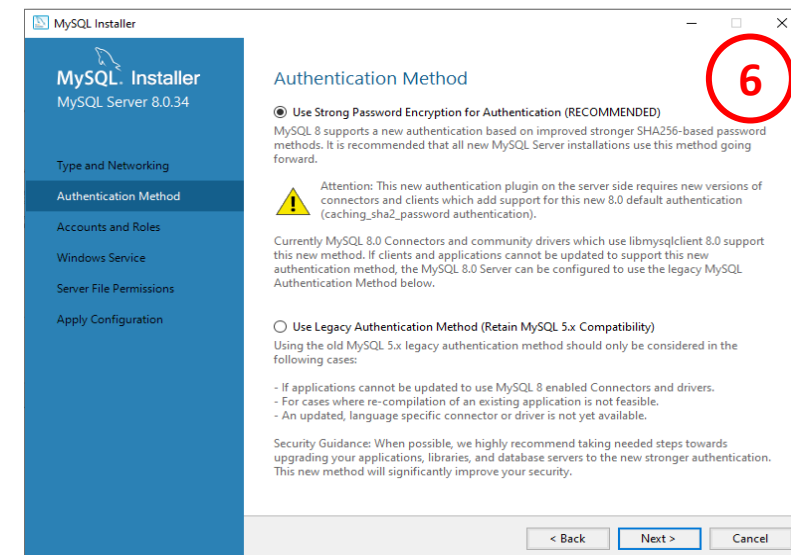 MySQL Installer
MySQL. Installer
MySQL Server 8.0.34
Type and Networking
Authentication Method
Accounts and Roles
Windows Service
Server File Permissions
Apply Configuration
Authentication Method
6
Use Strong Password Encryption for Authentication (RECOMMENDED)
MySQL 8 supports a new authentication based on improved stronger SHA256-based password
methods. It is recommended that all new MySQL Server installations use this method going
forward.
Attention: This new authentication plugin on the server side requires new versions of
connectors and clients which add support for this new 8.0 default authentication
(caching_sha2_password authentication).
Currently MySQL 8.0 Connectors and community drivers which use libmysqlclient 8.0 support
this new method. If clients and applications cannot be updated to support this new
authentication method, the MySQL 8.0 Server can be configured to use the legacy MySQL
Authentication Method below.
Use Legacy Authentication Method (Retain MySQL 5.x Compatibility)
Using the old MySQL 5.x legacy authentication method should only be considered in the
following cases:
- If applications cannot be updated to use MySQL 8 enabled Connectors and drivers.
- For cases where re-compilation of an existing application is not feasible.
- An updated, language specific connector or driver is not yet available.
Security Guidance: When possible, we highly recommend taking needed steps towards
upgrading your applications, libraries, and database servers to the new stronger authentication.
This new method will significantly improve your security.
< Back
Next >
Cancel